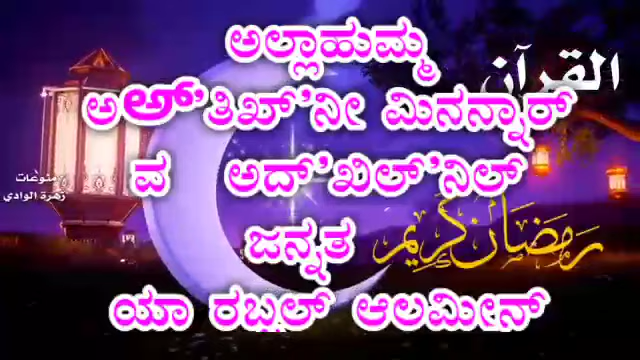 ಅಲ್ಲಾಹುಮ್ಮ
القرآن
ಅಅ್'ತಿಖ್'ನೀ ಮಿನನ್ನಾರ್
ವ ಅದ್'ಖಿಲ್'ನಿಲ್
منوعات
زهرة الوادي
ಜನ್ನತ
رمضان كريم
ಯಾ ರಬ್ಬಲ್ ಆಲಮೀನ್